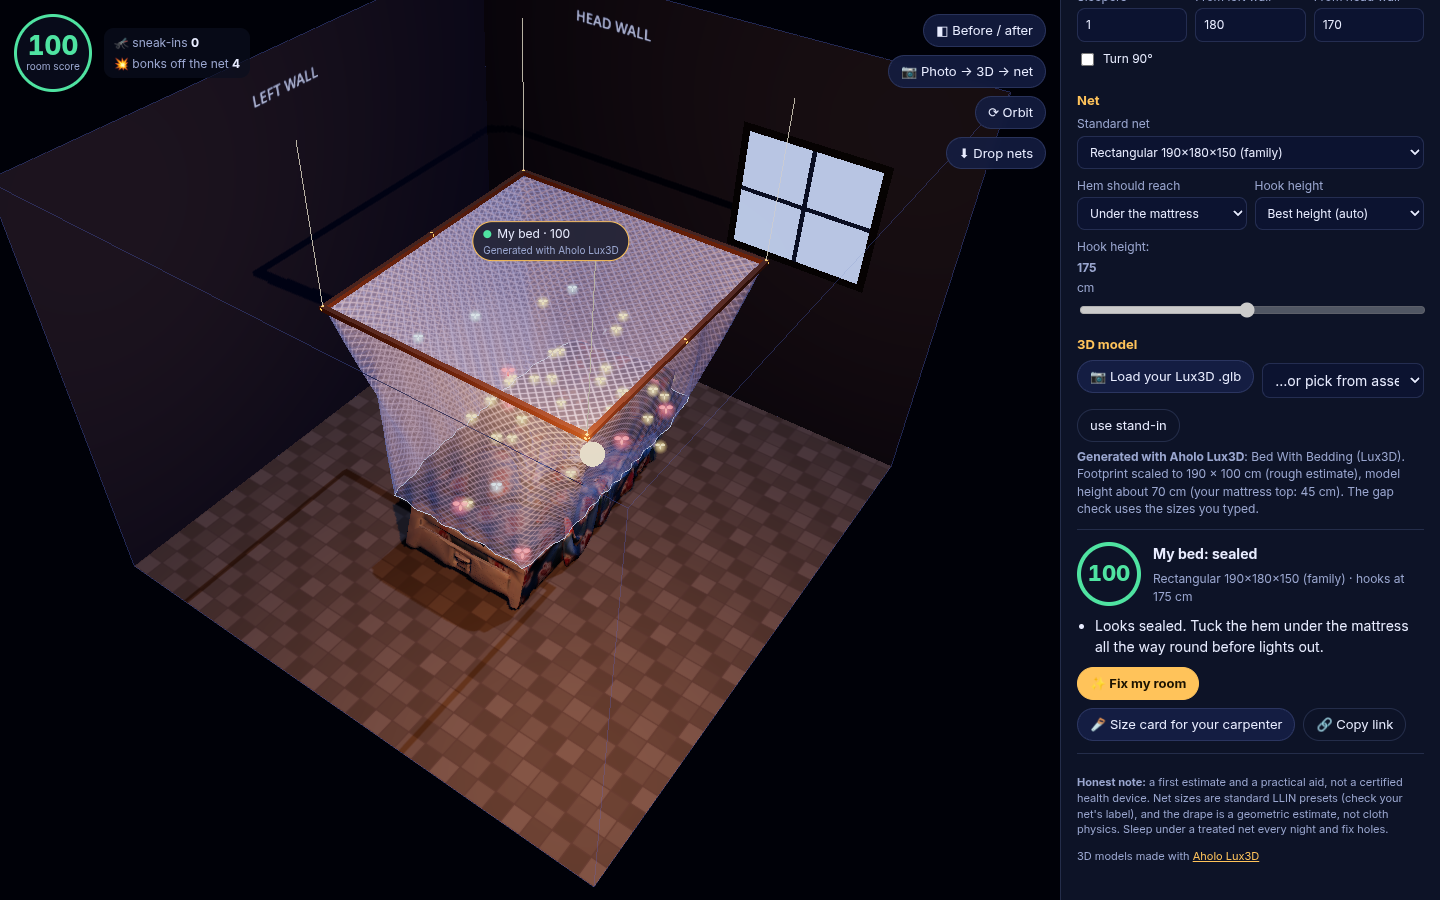 100
room score
sneak-ins 0
bonks off the net 4
LEFT WALL
HEAD WALL
Before / after
Photo → 3D → net
Orbit
Drop nets
My bed · 100
Generated with Aholo Lux3D
1
180
170
Turn 90°
Net
Standard net
Rectangular 190×180×150 (family)
Hem should reach
Hook height
Under the mattress
Best height (auto)
Hook height:
175
cm
3D model
Load your Lux3D .glb
...or pick from asse
use stand-in
Generated with Aholo Lux3D: Bed With Bedding (Lux3D).
Footprint scaled to 190 × 100 cm (rough estimate), model
height about 70 cm (your mattress top: 45 cm). The gap
check uses the sizes you typed.
100
My bed: sealed
Rectangular 190×180×150 (family) · hooks at
175 cm
• Looks sealed. Tuck the hem under the mattress
all the way round before lights out.
Fix my room
Size card for your carpenter
Copy link
Honest note: a first estimate and a practical aid, not a certified
health device. Net sizes are standard LLIN presets (check your
net's label), and the drape is a geometric estimate, not cloth
physics. Sleep under a treated net every night and fix holes.
3D models made with Aholo Lux3D